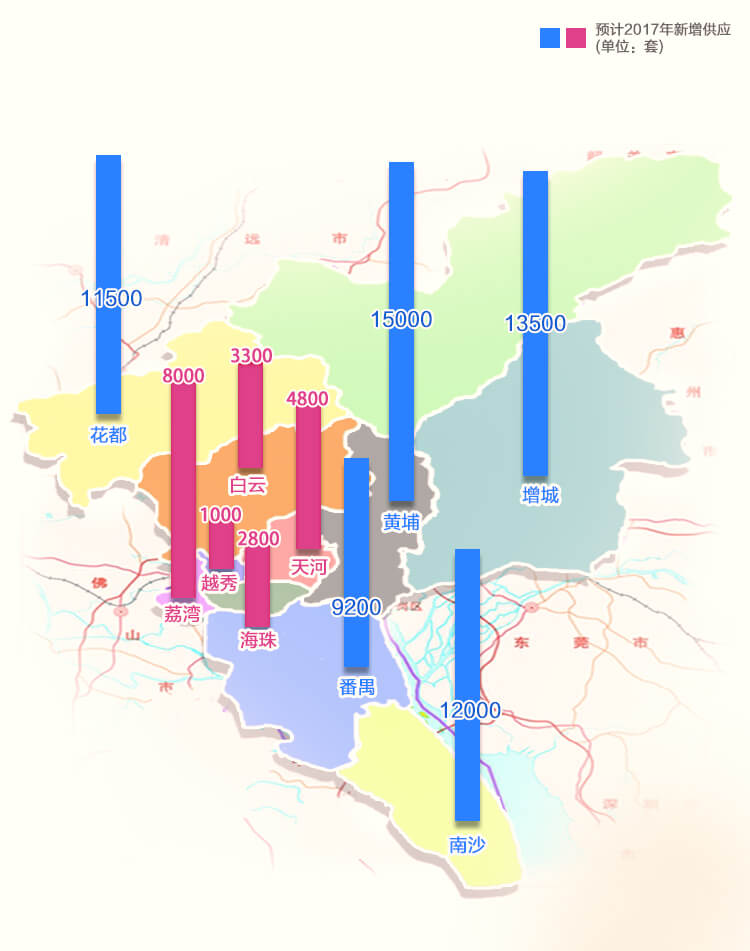 预计2017年新增供应
(单位：套)
清远市
惠州市
11500
15000
13500
3300
8000
4800
花都
白云
增城
1000
黄埔
2800
天河
越秀
佛山市
9200
荔湾
海珠
东莞市
番禺
12000
深
南沙